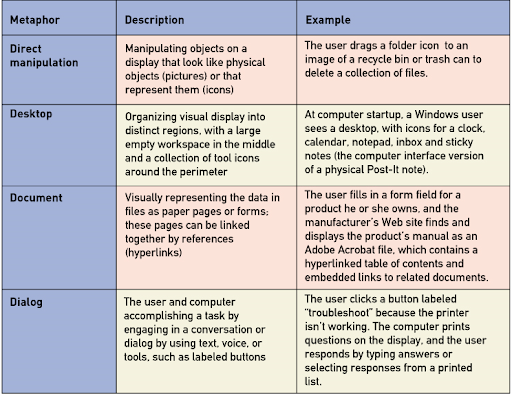 Metaphor Description Example
Direct
manipulation
Manipulating objects on a
display that look like physical
objects (pictures) or that
represent them (icons)
The user drags a folder icon to an
image of a recycle bin or trash can to
delete a collection of files.
Desktop
Organizing visual display into
distinct regions, with a large
empty workspace in the middle
and a collection of tool icons
around the perimeter
At computer startup, a Windows user
sees a desktop, with icons for a clock,
calendar, notepad, inbox and sticky
notes (the computer interface version
of a physical Post-It note).
Document
Visually representing the data in
files as paper pages or forms;
these pages can be linked
together by references
(hyperlinks)
The user fills in a form field for a
product he or she owns, and the
manufacturer's Web site finds and
displays the product's manual as an
Adobe Acrobat file, which contains a
hyperlinked table of contents and
embedded links to related documents.
Dialog
The user and computer
accomplishing a task by
engaging in a conversation or
dialog by using text, voice, or
tools, such as labeled buttons
The user clicks a button labeled
"troubleshoot" because the printer
isn't working. The computer prints
questions on the display, and the user
responds by typing answers or
selecting responses from a printed
list.